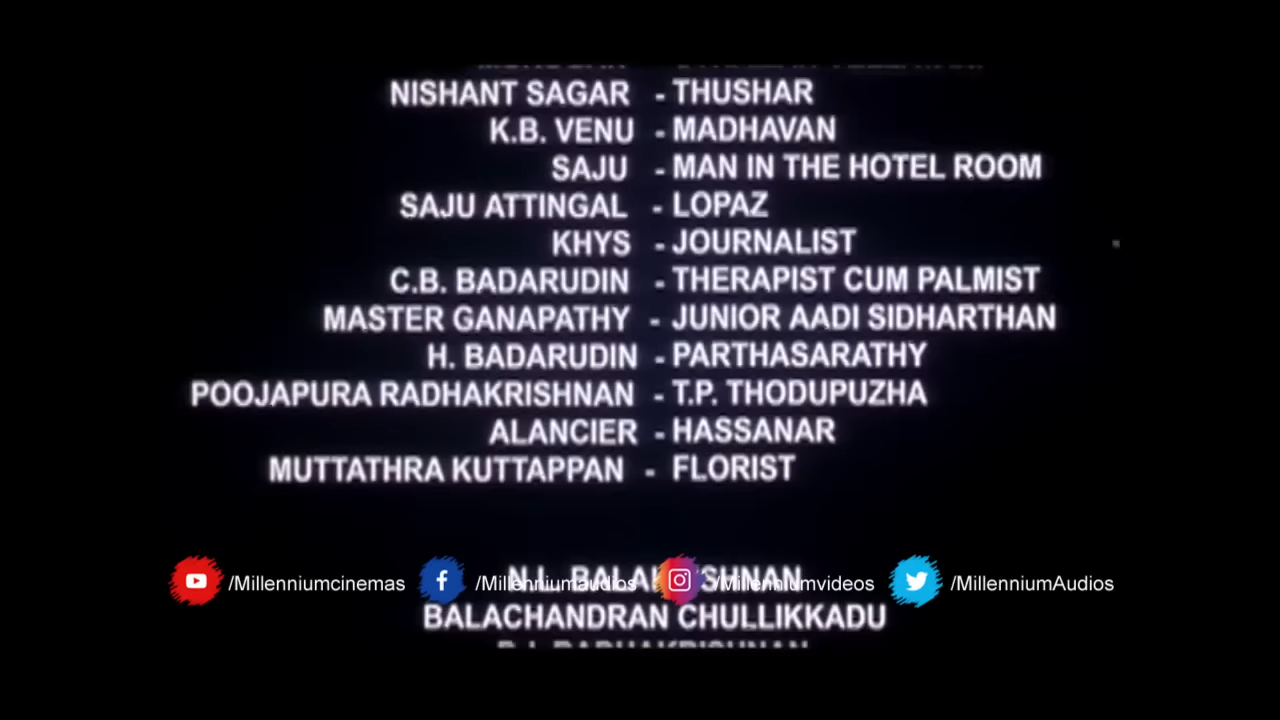 NISHANT SAGAR - THUSHAR
K.B. VENU - MADHAVAN
SAJU - MAN IN THE HOTEL ROOM
SAJU ATTINGAL - LOPAZ
KHYS - JOURNALIST
C.B. BADARUDIN - THERAPIST CUM PALMIST
MASTER GANAPATHY - JUNIOR AADI SIDHARTHAN
H. BADARUDIN - PARTHASARATHY
POOJAPURA RADHAKRISHNAN - T.P. THODUPUZHA
ALANCIER - HASSANAR
MUTTATHRA KUTTAPPAN - FLORIST
/Millenniumcinemas /Millenniumaudios /Millenniumvideos /MillenniumAudios
BALACHANDRAN CHULLIKKADU